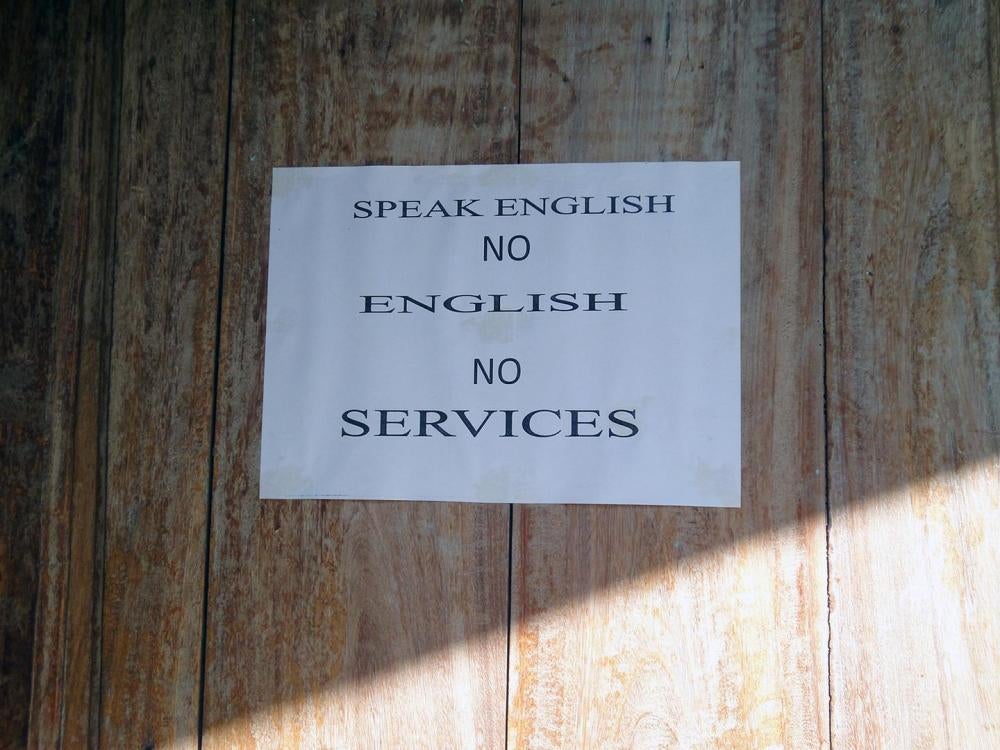 SPEAK ENGLISH
NO
ENGLISH
NO
SERVICES